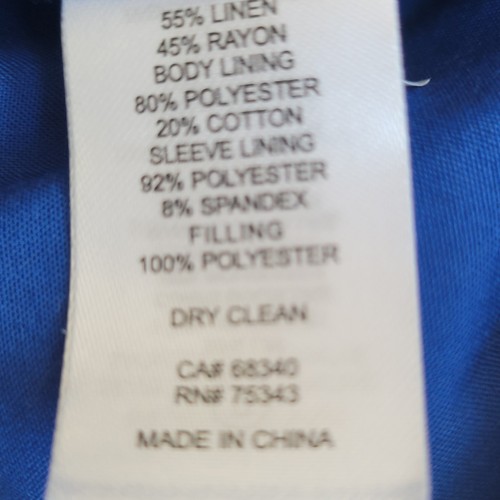 55% LINEN
45% RAYON
BODY LINING
80% POLYESTER
20% COTTON
SLEEVE LINING
92% POLYESTER
8% SPANDEX
FILLING
100% POLYESTER
DRY CLEAN
CA# 68340
RN# 75343
MADE IN CHINA